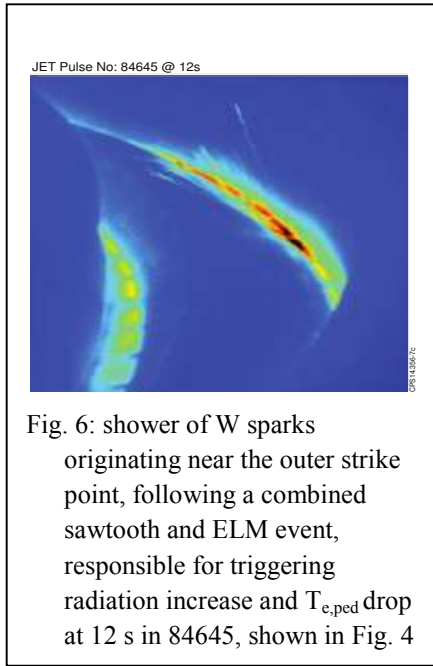 JET Pulse No: 84645 @ 12s
CPS14.356-7c
Fig. 6: shower of W sparks
originating near the outer strike
point, following a combined
sawtooth and ELM event,
responsible for triggering
radiation increase and Te,ped drop
at 12 s in 84645, shown in Fig. 4